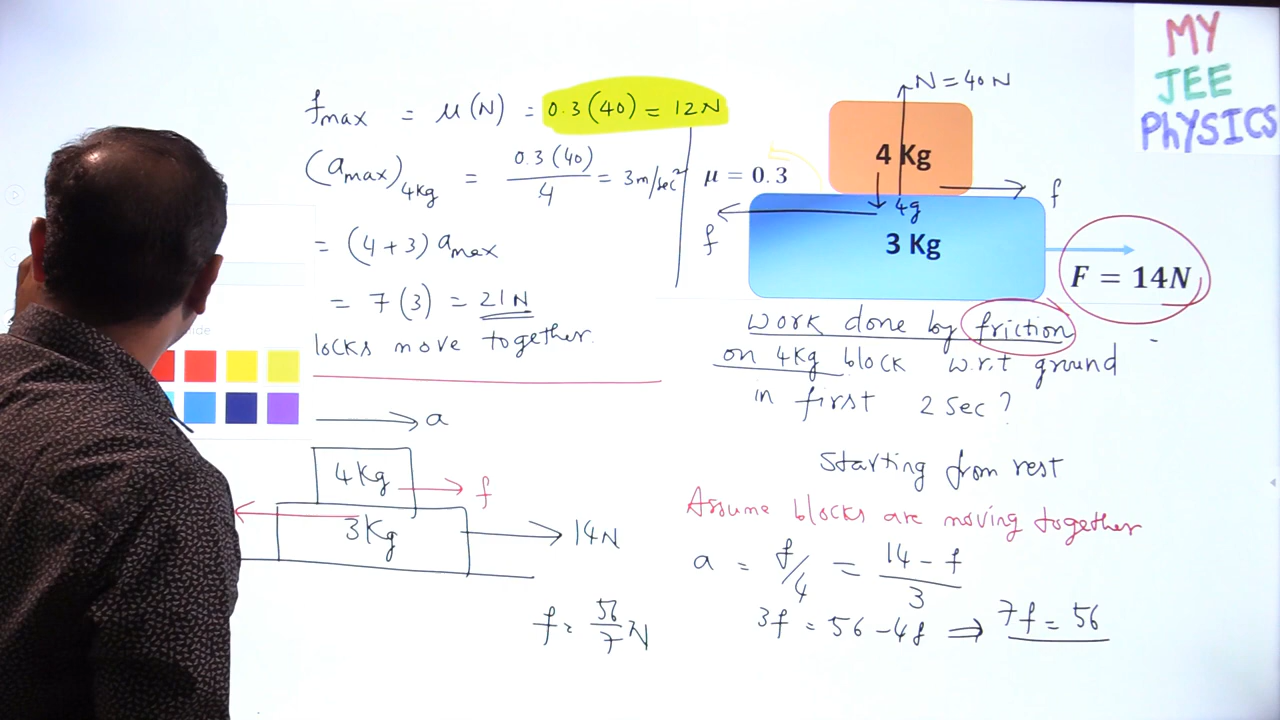 MY
JEE
PhYSICS
fmax = μ(N) = 0.3(40) = 12N
(amax)4kg = 0.3(40)/4 = 3m/sec²
= (4+3) amax
= 7(3) = 21N
locks move together.
N = 40N
4 Kg
μ = 0.3
f
4g
f
3 Kg
F = 14N
Work done by friction
on 4kg block w.r.t ground
in first 2 sec?
Starting from rest
Assume blocks are moving together
a = f/4 = 14-f/3
3f = 56-4f ⇒ 7f = 56
a
4Kg
f
3Kg
14N
f = 56/7 N